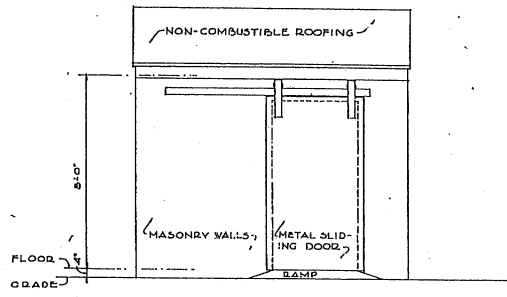 NON-COMBUSTIBLE ROOFING
8'-0"
MASONRY WALLS
METAL SLID-
ING DOOR
FLOOR
4"
RAMP
GRADE